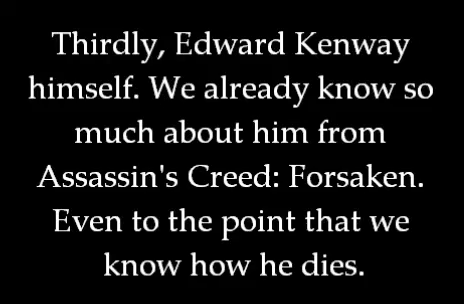 Thirdly, Edward Kenway
himself. We already know so
much about him from
Assassin's Creed: Forsaken.
Even to the point that we
know how he dies.